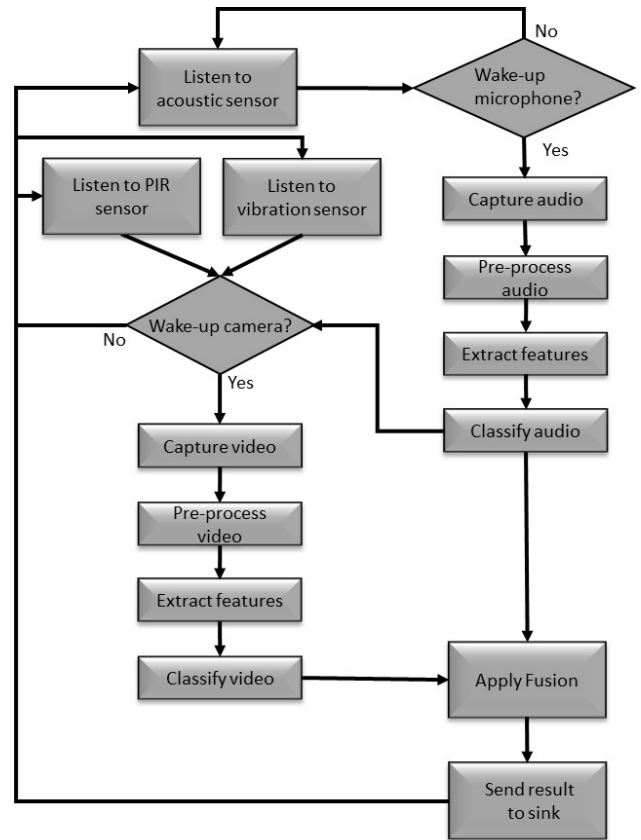 No
Listen to
acoustic sensor
Wake-up
microphone?
Yes
Listen to PIR
sensor
Listen to
vibration sensor
Capture audio
Pre-process
audio
Wake-up camera?
No
Extract features
Yes
Classify audio
Capture video
Pre-process
video
Extract features
Classify video
Apply Fusion
Send result
to sink